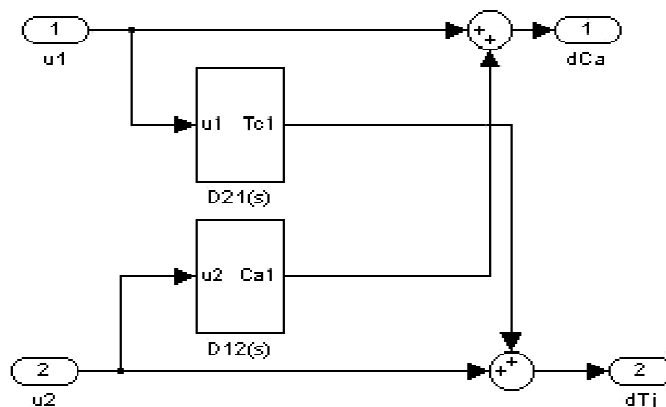 1
u1
+
+
1
dCa
u1 Tc1
D21(s)
u2 Ca1
D12(s)
2
u2
+
+
2
dTi